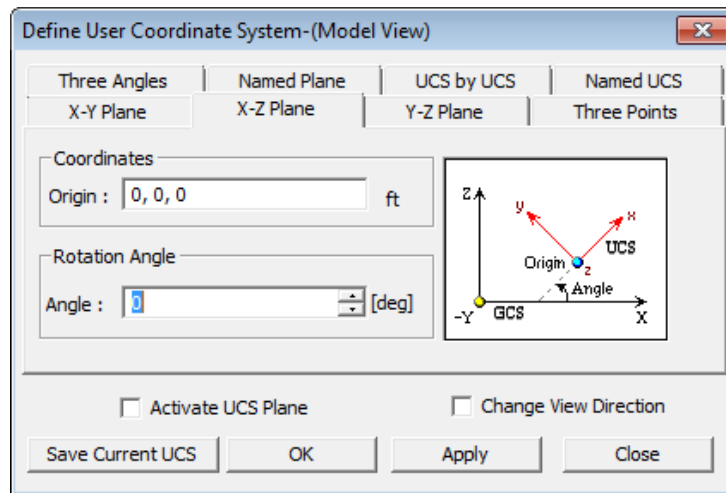 Define User Coordinate System-(Model View)
Three Angles Named Plane UCS by UCS Named UCS
X-Y Plane X-Z Plane Y-Z Plane Three Points
Coordinates
Origin : 0, 0, 0 ft
Rotation Angle
Angle : 0 [deg]
Z
y
x
UCS
Origin z
Angle
-Y GCS X
Activate UCS Plane Change View Direction
Save Current UCS OK Apply Close